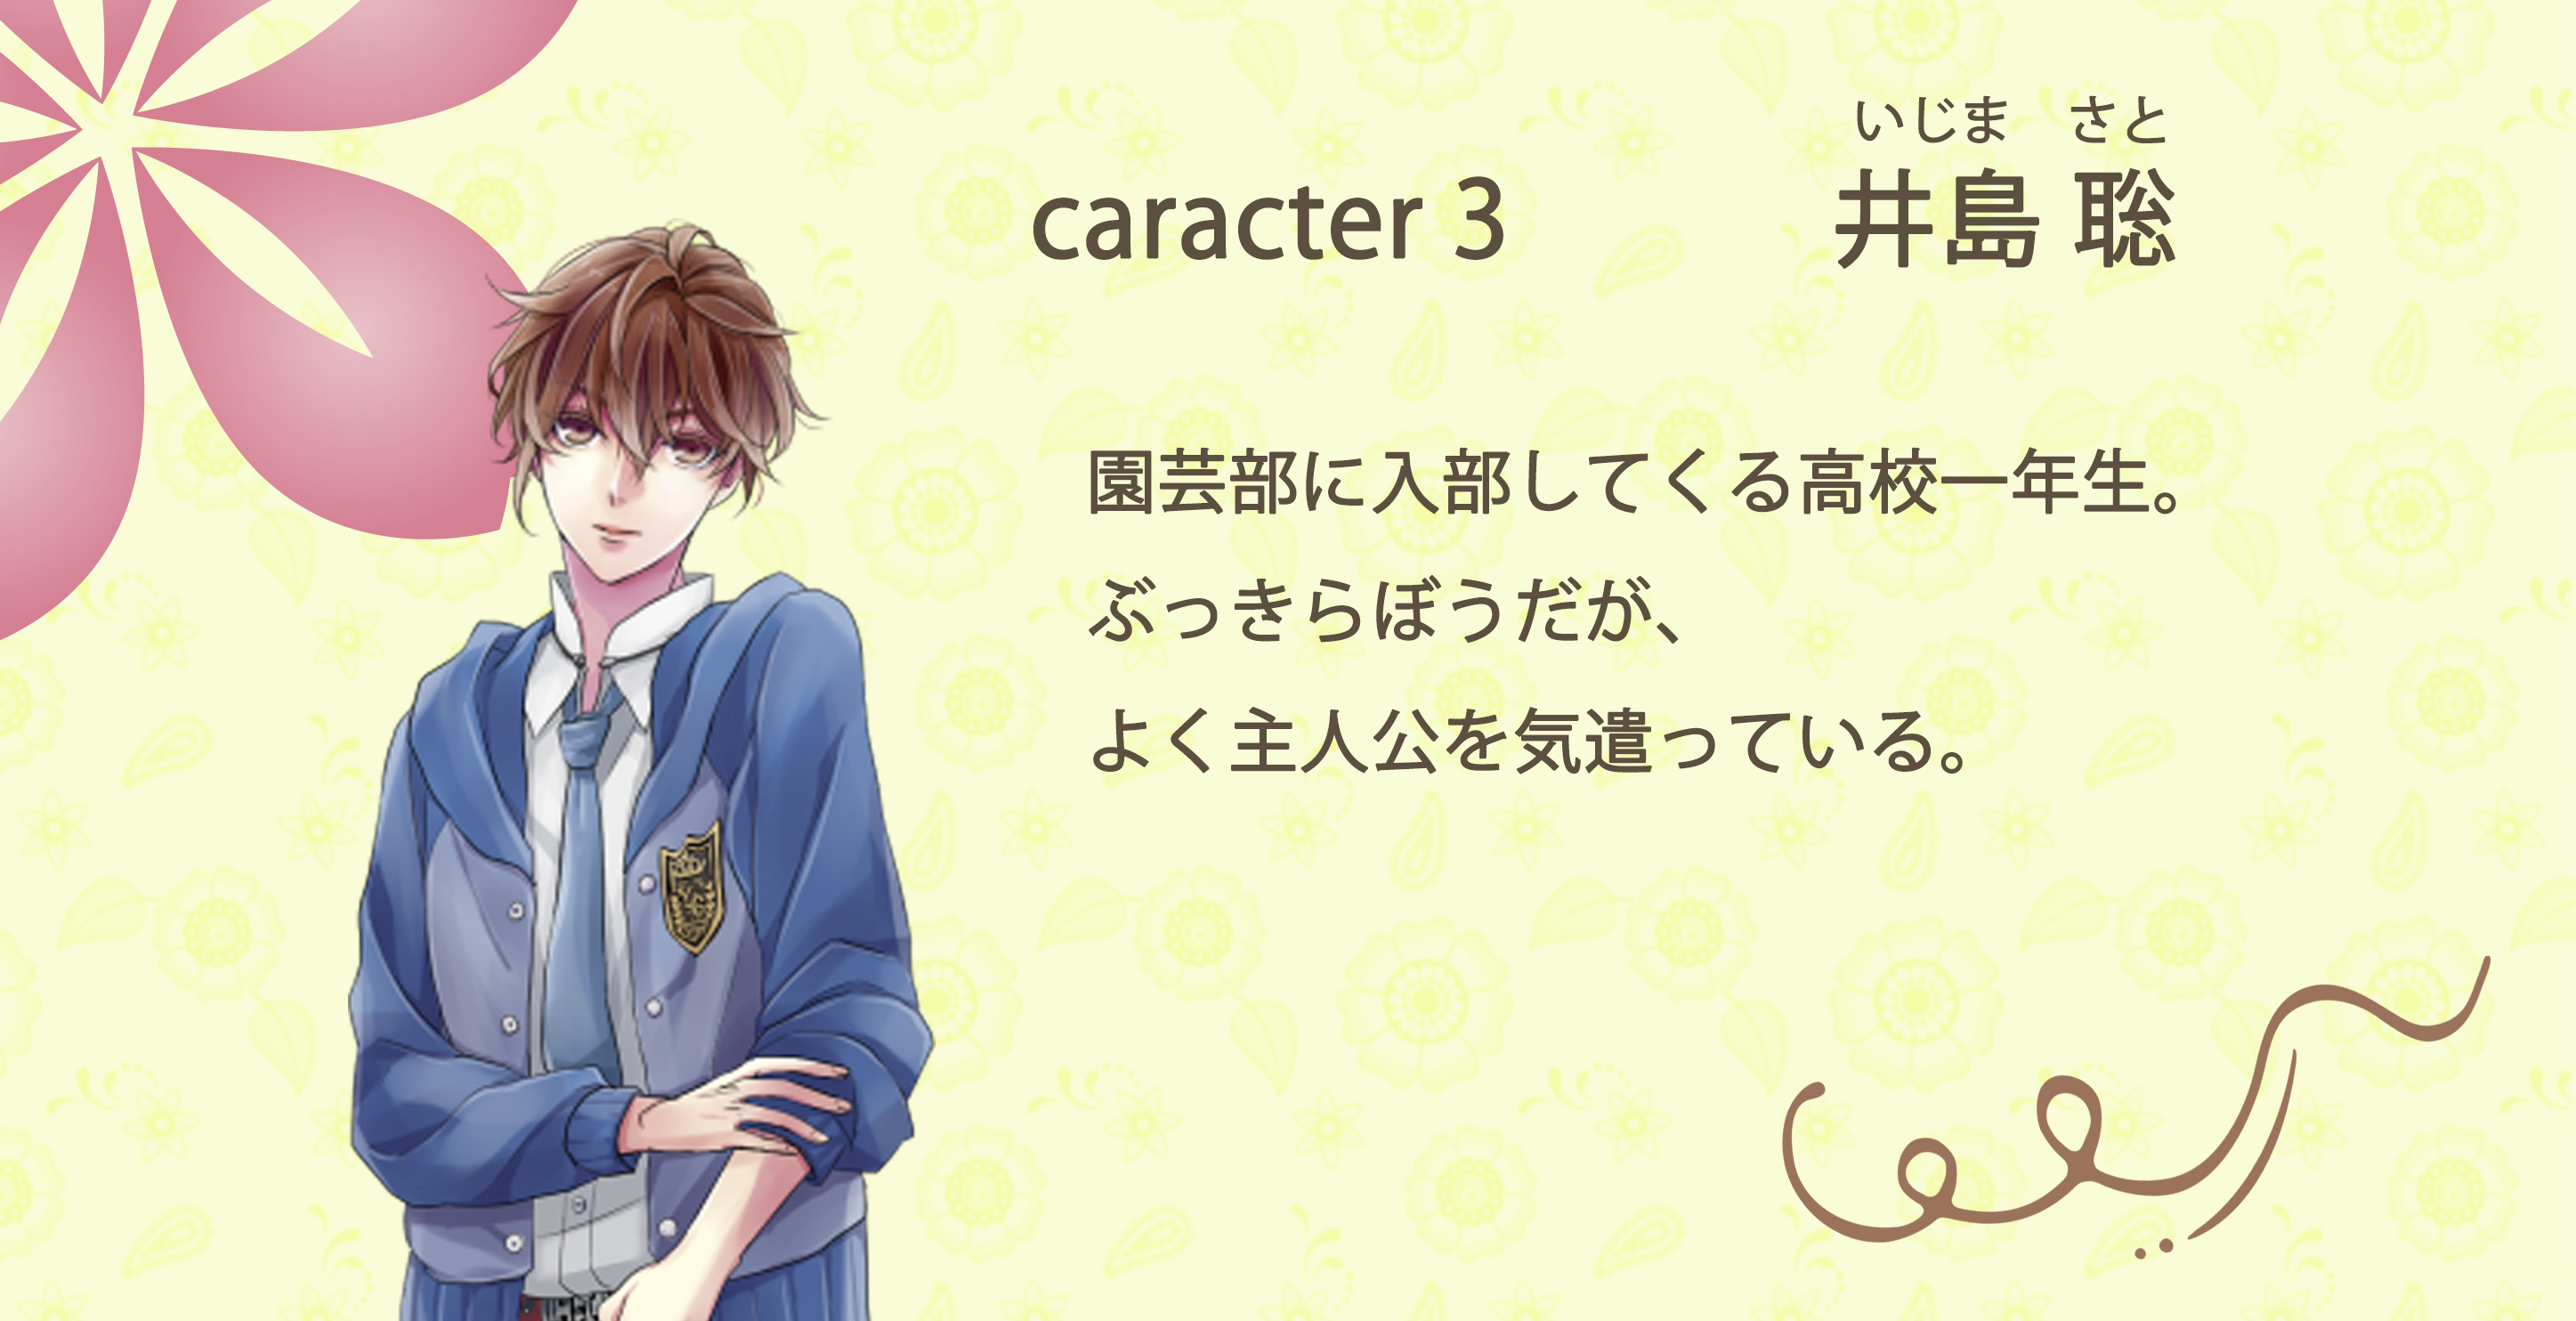 いじま さと
caracter 3 井島 聡
園芸部に入部してくる高校一年生。
ぶっきらぼうだが、
よく主人公を気遣っている。